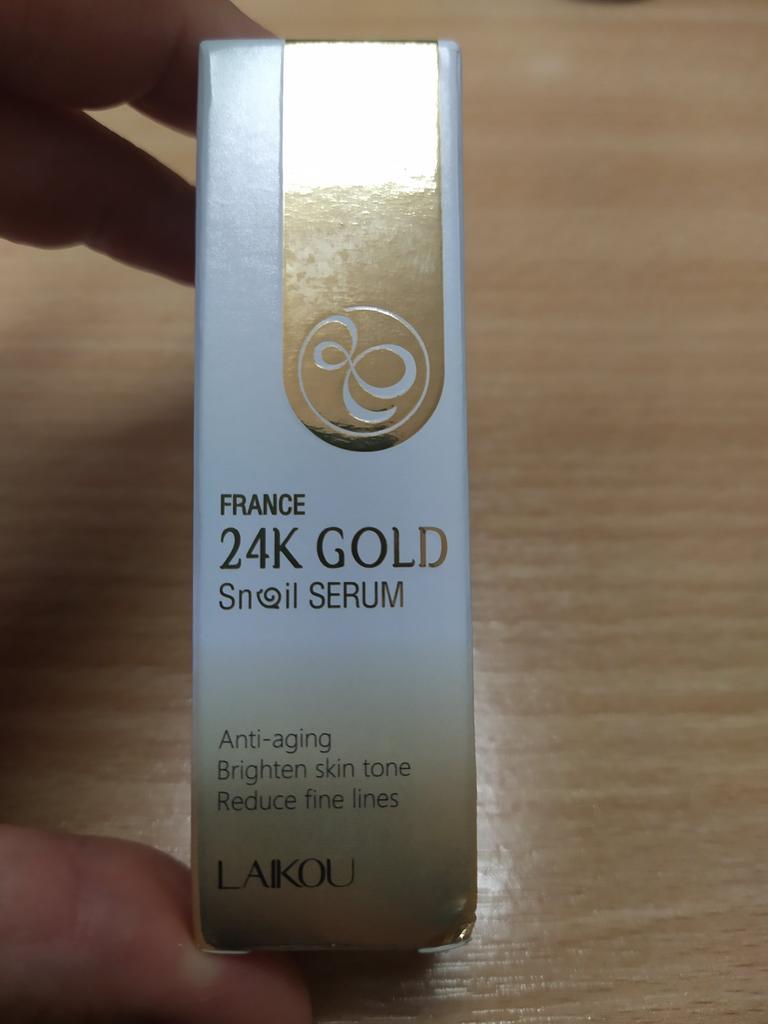 FRANCE
24K GOLD
Snail SERUM
Anti-aging
Brighten skin tone
Reduce fine lines
LAIKOU